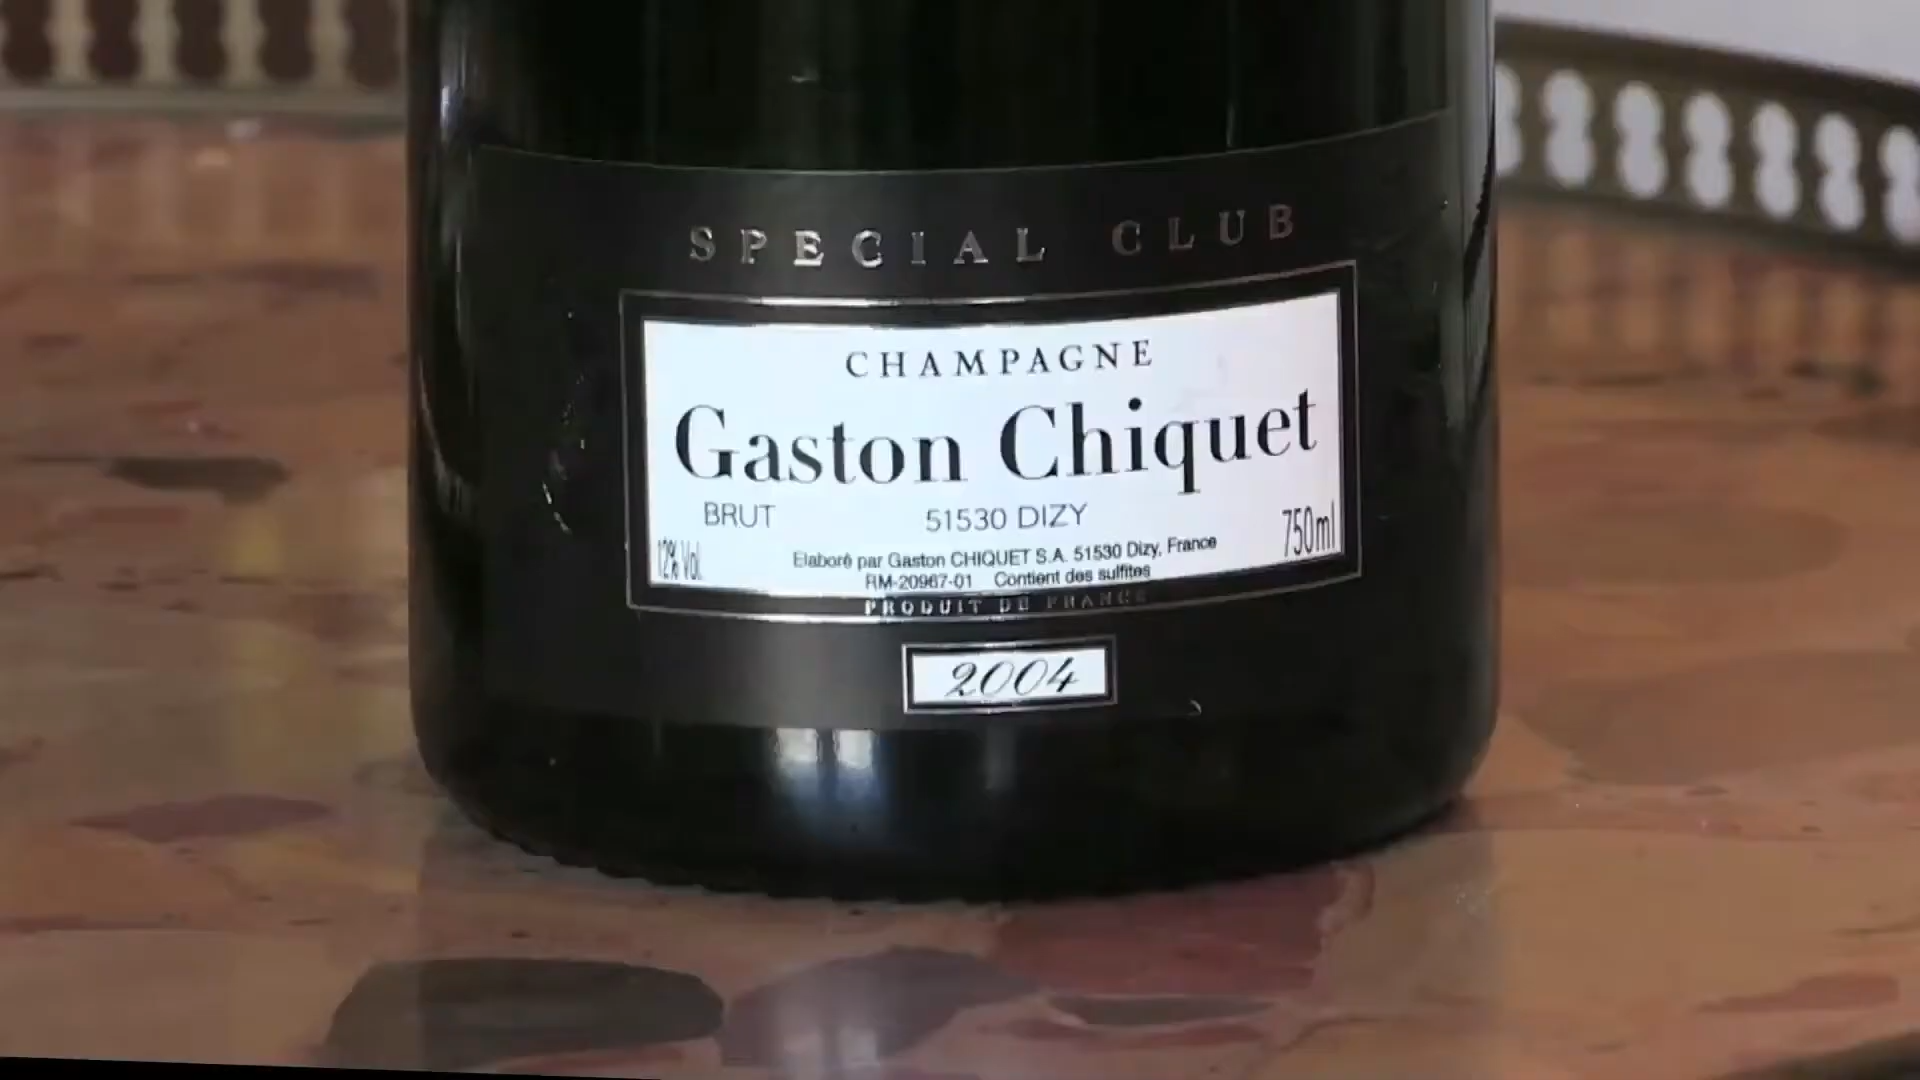 SPECIAL CLUB
CHAMPAGNE
Gaston Chiquet
BRUT 51530 DIZY 750ml
12% Vol.
Elaboré par Gaston CHIQUET S.A. 51530 Dizy, France
RM-20967-01 Contient des sulfites
PRODUIT DE FRANCE
2004